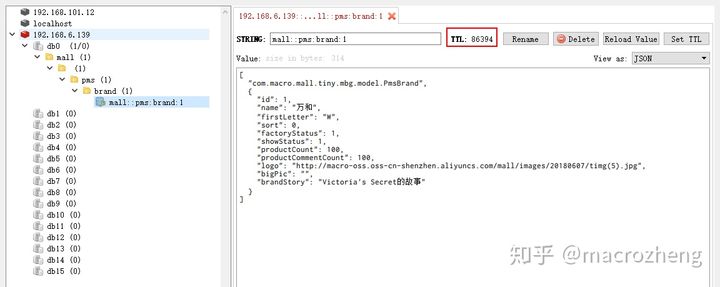 192.168.101.12
localhost
192.168.6.139
db0 (1/0)
mall (1)
(1)
pms (1)
brand (1)
mall::pms:brand:1
db1 (0)
db2 (0)
db3 (0)
db4 (0)
db5 (0)
db6 (0)
db7 (0)
db8 (0)
db9 (0)
db10 (0)
db11 (0)
db12 (0)
db13 (0)
db14 (0)
db15 (0)
192.168.6.139::...ll::pms:brand:1
STRING: mall::pms:brand:1 TTL: 86394 Rename Delete Reload Value Set TTL
Value: size in bytes: 314 View as: JSON
[
"com.macro.mall.tiny.mbg.model.PmsBrand",
{
"id": 1,
"name": "万和",
"firstLetter": "W",
"sort": 0,
"factoryStatus": 1,
"showStatus": 1,
"productCount": 100,
"productCommentCount": 100,
"logo": "http://macro-oss.oss-cn-shenzhen.aliyuncs.com/mall/images/20180607/timg(5).jpg",
"bigPic": "",
"brandStory": "Victoria's Secret的故事"
}
]
知乎 @macrozheng